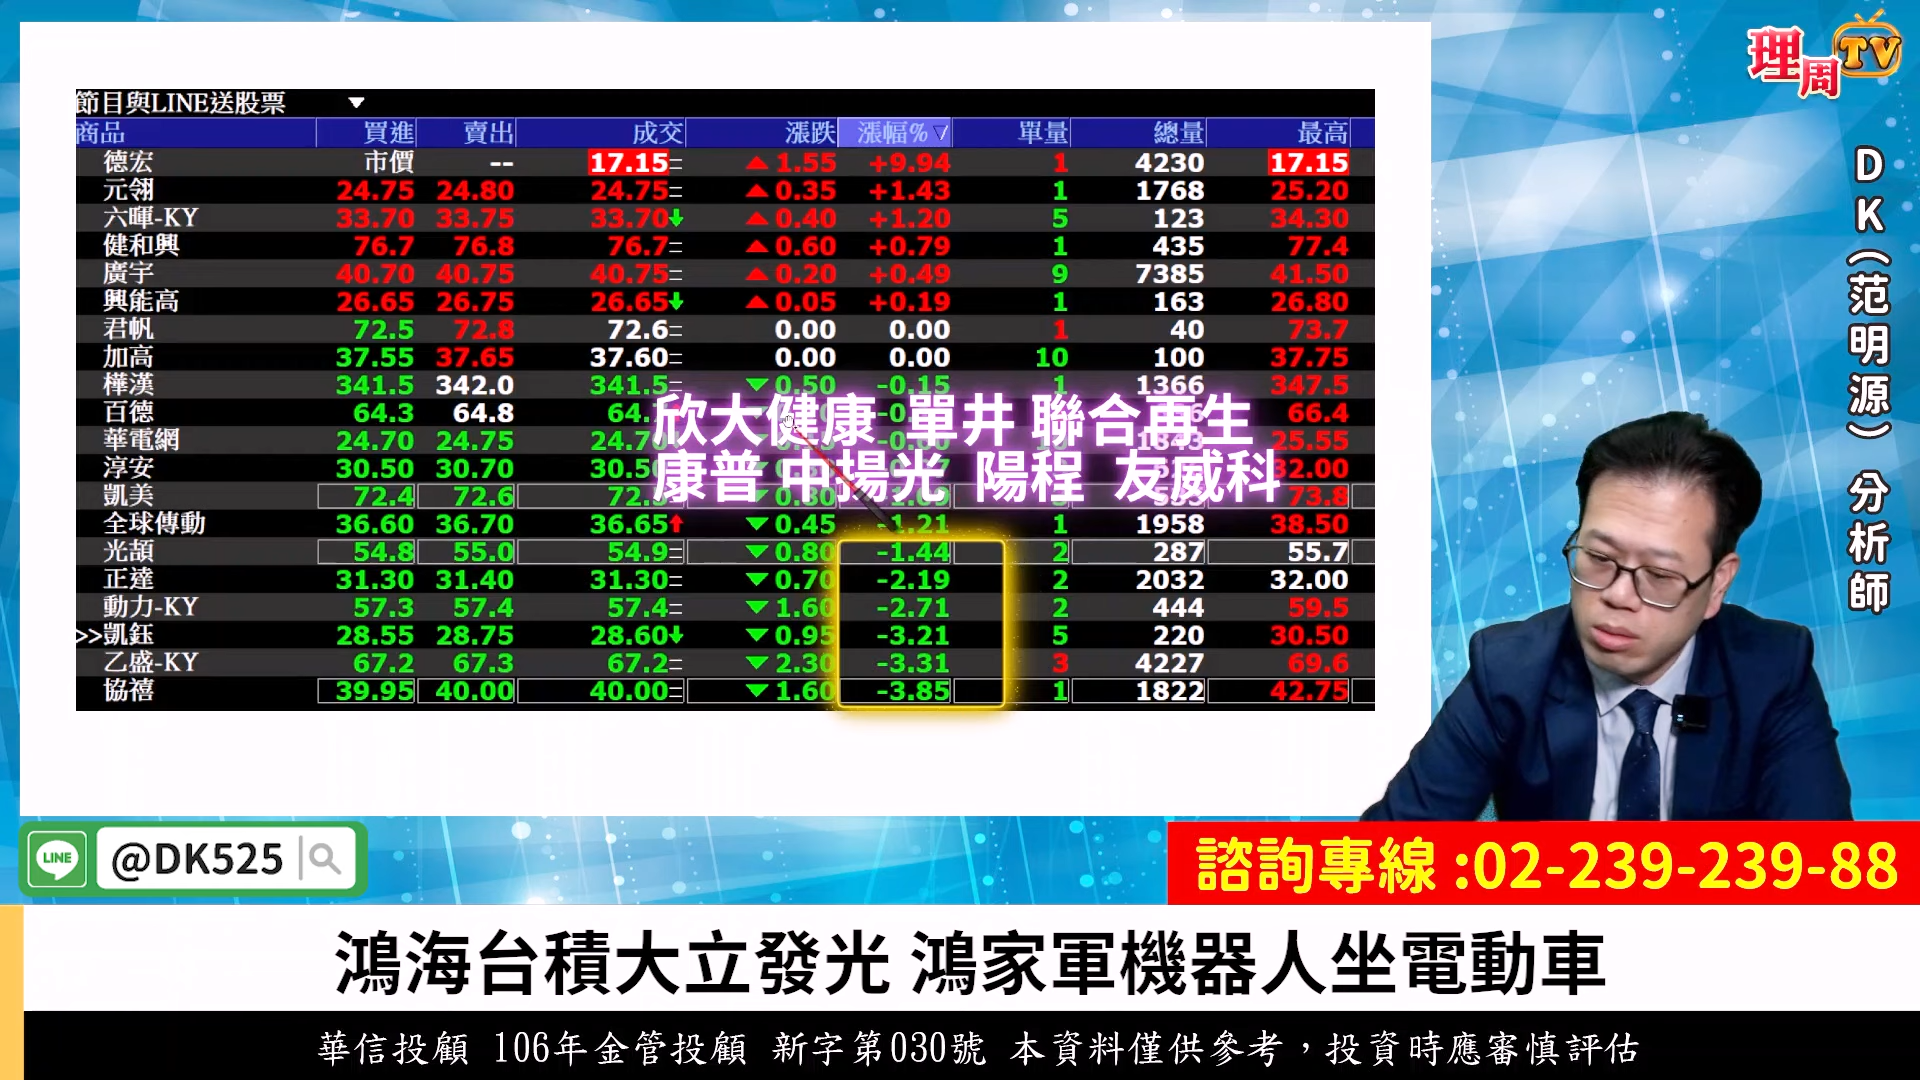 理周TV
節目與LINE送股票
商品 買進 賣出 成交 漲跌 漲幅% 單量 總量 最高
德宏 市價 -- 17.15 1.55 +9.94 1 4230 17.15
元翎 24.75 24.80 24.75 0.35 +1.43 1 1768 25.20
六暉-KY 33.70 33.75 33.70 0.40 +1.20 5 123 34.30
健和興 76.7 76.8 76.7 0.60 +0.79 1 435 77.4
廣宇 40.70 40.75 40.75 0.20 +0.49 9 7385 41.50
興能高 26.65 26.75 26.65 0.05 +0.19 1 163 26.80
君帆 72.5 72.8 72.6 0.00 0.00 1 40 73.7
加高 37.55 37.65 37.60 0.00 0.00 10 100 37.75
樺漢 341.5 342.0 341.5 0.50 -0.15 1 1366 347.5
百德 64.3 64.8 66.4
華電網 24.70 24.75 25.55
淳安 30.50 30.70 32.00
凱美 72.4 72.6 73.8
欣大健康 單井 聯合再生
康普 中揚光 陽程 友威科
全球傳動 36.60 36.70 36.65 0.45 -1.21 1 1958 38.50
光頡 54.8 55.0 54.9 0.80 -1.44 2 287 55.7
正達 31.30 31.40 31.30 0.70 -2.19 2 2032 32.00
動力-KY 57.3 57.4 57.4 1.60 -2.71 2 444 59.5
>>凱鈺 28.55 28.75 28.60 0.95 -3.21 5 220 30.50
乙盛-KY 67.2 67.3 67.2 2.30 -3.31 3 4227 69.6
協禧 39.95 40.00 40.00 1.60 -3.85 1 1822 42.75
DK(范明源)分析師
LINE @DK525
諮詢專線:02-239-239-88
鴻海台積大立發光 鴻家軍機器人坐電動車
華信投顧 106年金管投顧 新字第030號 本資料僅供參考，投資時應審慎評估